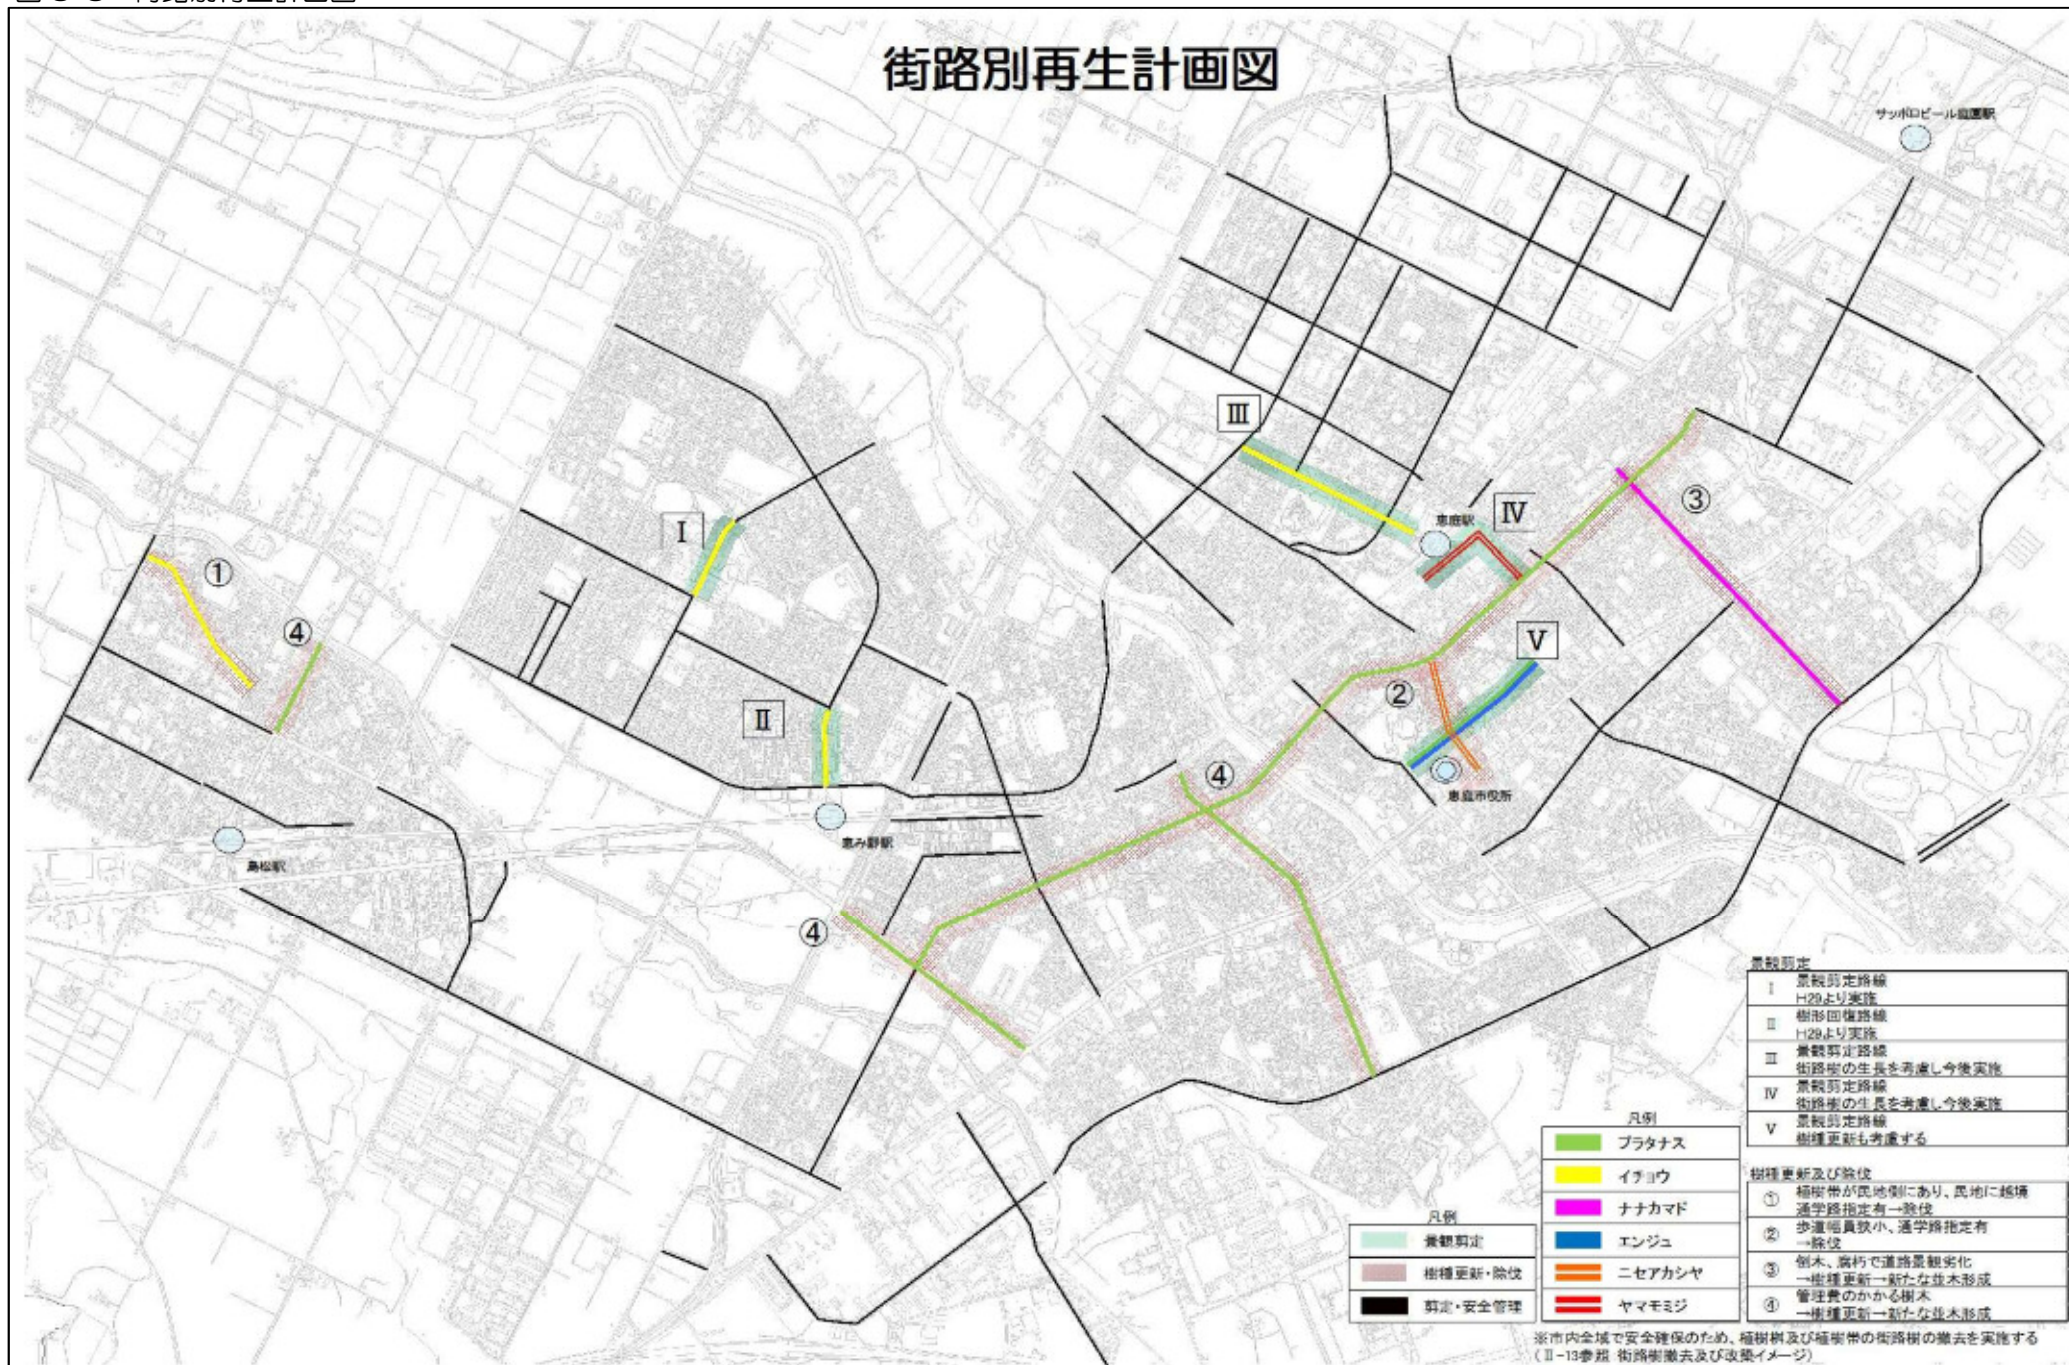 街路別再生計画図
サッポロビール庭園駅
Ⅲ
恵庭駅
Ⅳ
③
Ⅰ
①
④
Ⅴ
②
Ⅱ
④
恵庭市役所
恵み野駅
島松駅
④
景観剪定
Ⅰ 景観剪定路線
H29より実施
Ⅱ 樹形回復路線
H29より実施
Ⅲ 景観剪定路線
街路樹の生長を考慮し今後実施
Ⅳ 景観剪定路線
街路樹の生長を考慮し今後実施
Ⅴ 景観剪定路線
樹種更新も考慮する
樹種更新及び除伐
① 植樹帯が民地側にあり、民地に越境
通学路指定有→除伐
② 歩道幅員狭小、通学路指定有
→除伐
③ 倒木、腐朽で道路景観劣化
→樹種更新→新たな並木形成
④ 管理費のかかる樹木
→樹種更新→新たな並木形成
凡例
プラタナス
イチョウ
ナナカマド
エンジュ
ニセアカシヤ
ヤマモミジ
凡例
景観剪定
樹種更新・除伐
剪定・安全管理
※市内全域で安全確保のため、植樹桝及び植樹帯の街路樹の撤去を実施する
(Ⅱ-13参照 街路樹撤去及び改築イメージ)